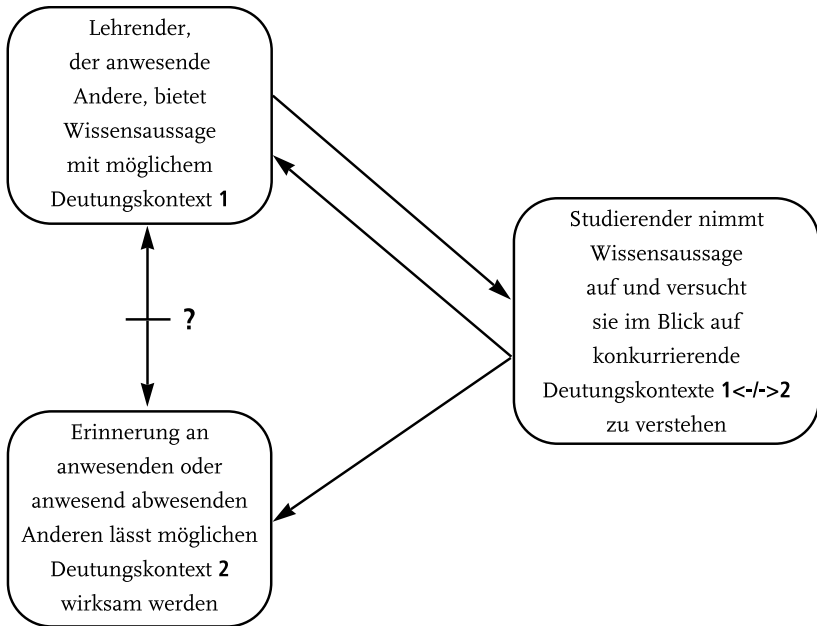 Lehrender,
der anwesende
Andere, bietet
Wissensaussage
mit möglichem
Deutungskontext 1
Studierender nimmt
Wissensaussage
auf und versucht
sie im Blick auf
konkurrierende
Deutungskontexte 1<-/->2
zu verstehen
?
Erinnerung an
anwesenden oder
anwesend abwesenden
Anderen lässt möglichen
Deutungskontext 2
wirksam werden